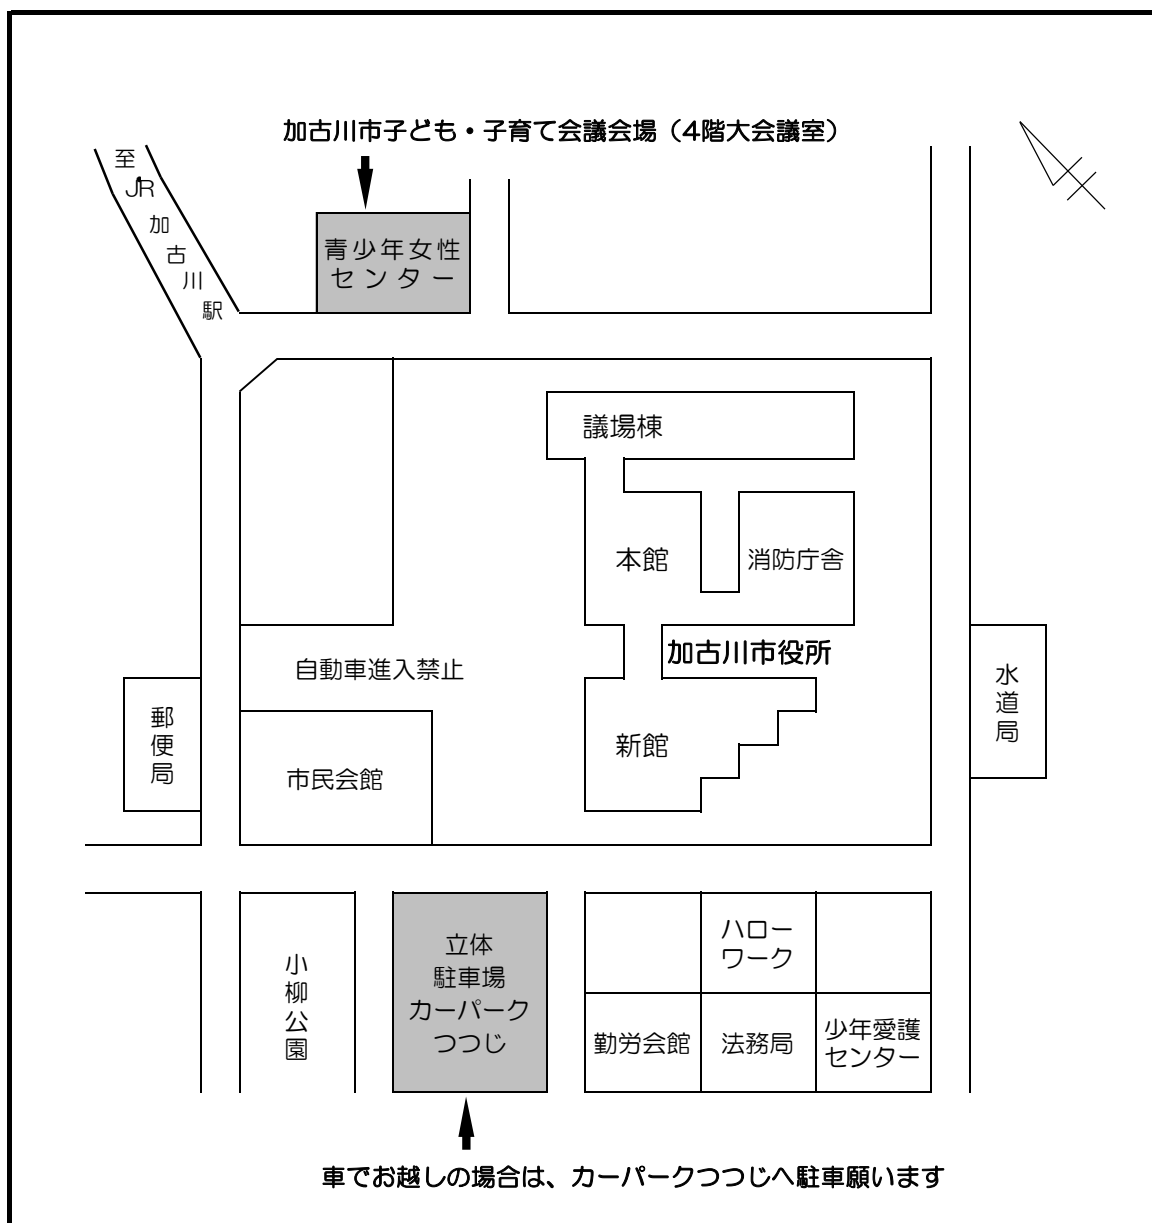 加古川市子ども・子育て会議会場（4階大会議室）
至JR加古川駅
青少年女性
センター
議場棟
本館
消防庁舎
加古川市役所
自動車進入禁止
水道局
郵便局
新館
市民会館
小柳公園
立体
駐車場
カーパーク
つつじ
ハロー
ワーク
勤労会館
法務局
少年愛護
センター
車でお越しの場合は、カーパークつつじへ駐車願います